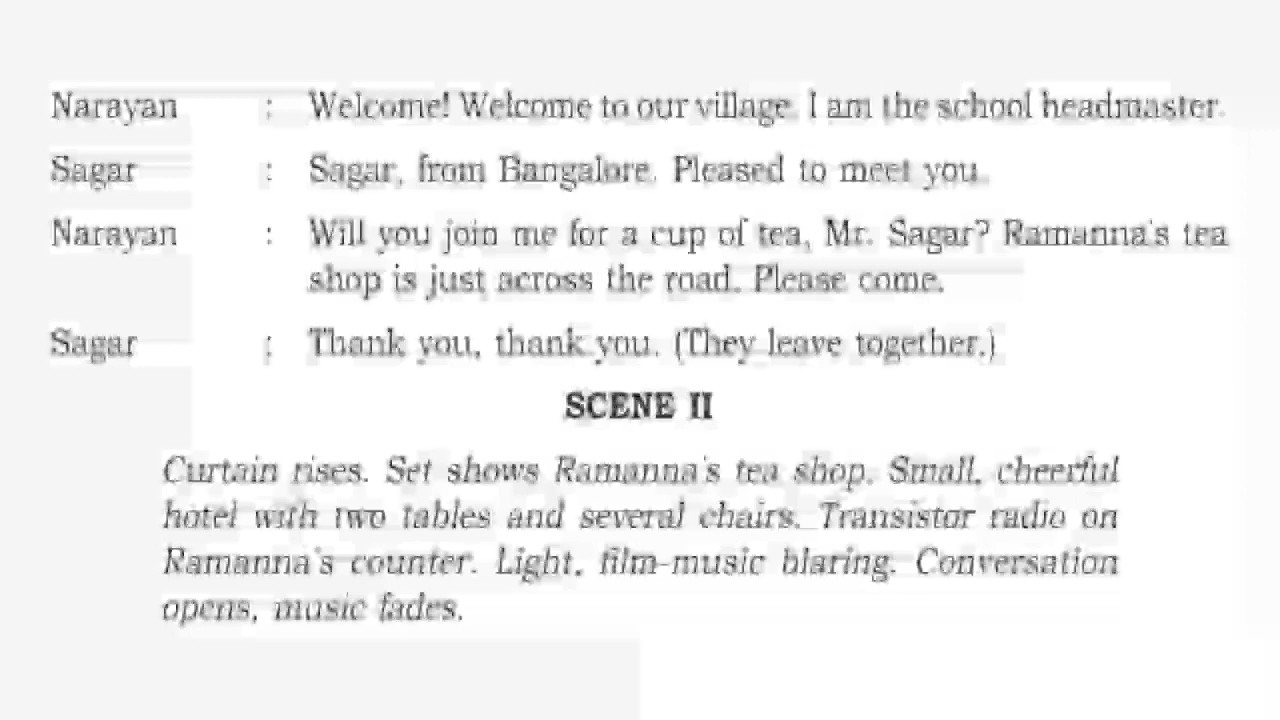 Narayan : Welcome! Welcome to our village. I am the school headmaster.
Sagar : Sagar, from Bangalore. Pleased to meet you.
Narayan : Will you join me for a cup of tea, Mr. Sagar? Ramanna's tea
shop is just across the road. Please come.
Sagar : Thank you, thank you. (They leave together.)
SCENE II
Curtain rises. Set shows Ramanna's tea shop. Small, cheerful
hotel with two tables and several chairs. Transistor radio on
Ramanna's counter. Light, film-music blaring. Conversation
opens, music fades.